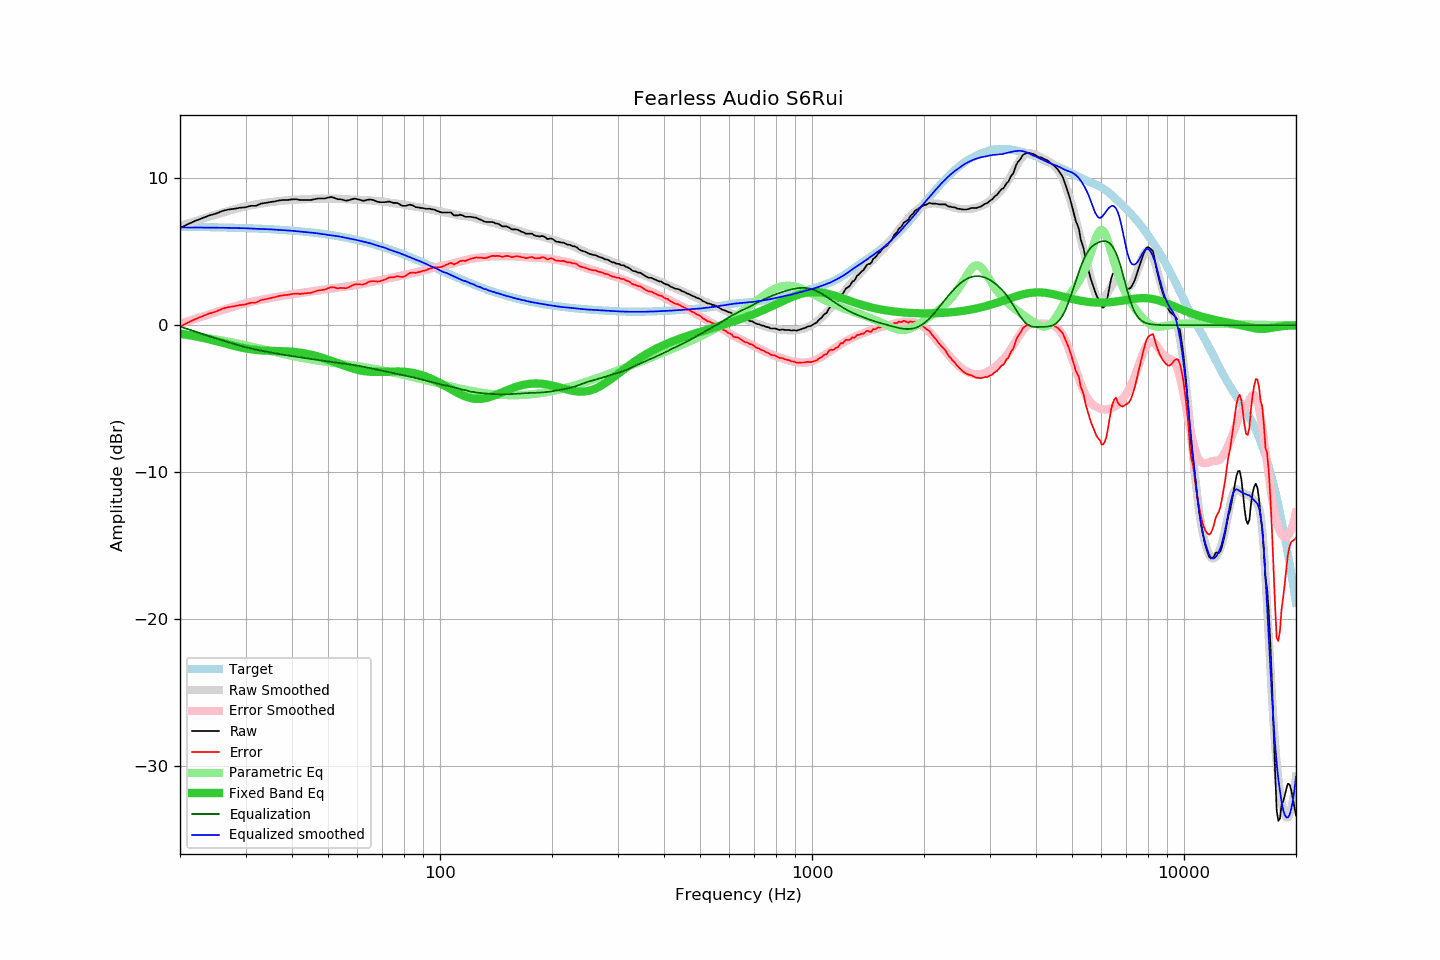 Fearless Audio S6Rui
Amplitude (dBr)
10
0
−10
−20
−30
Target
Raw Smoothed
Error Smoothed
Raw
Error
Parametric Eq
Fixed Band Eq
Equalization
Equalized smoothed
100
1000
10000
Frequency (Hz)